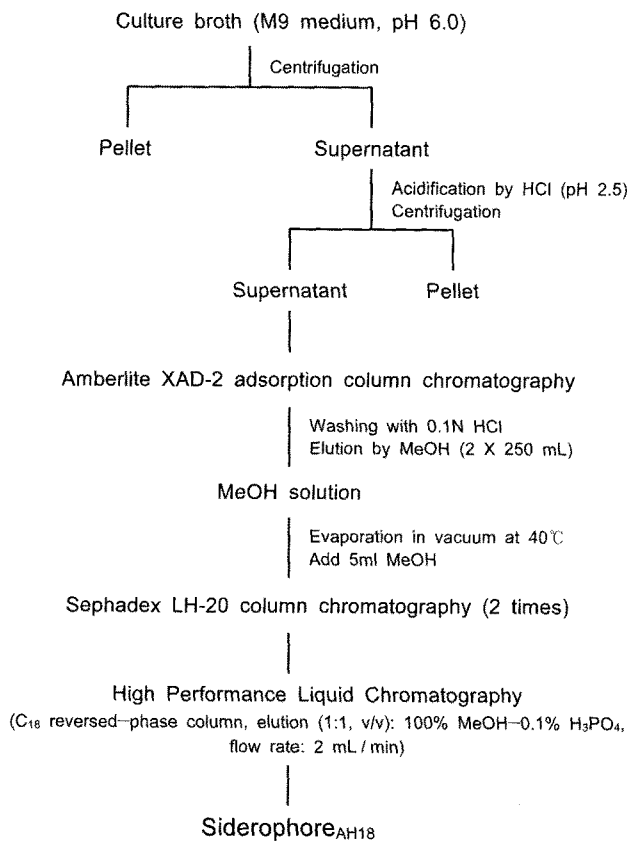 Culture broth (M9 medium, pH 6.0)
Centrifugation
Pellet
Supernatant
Acidification by HCl (pH 2.5)
Centrifugation
Supernatant
Pellet
Amberlite XAD-2 adsorption column chromatography
Washing with 0.1N HCl
Elution by MeOH (2 X 250 mL)
MeOH solution
Evaporation in vacuum at 40℃
Add 5ml MeOH
Sephadex LH-20 column chromatography (2 times)
High Performance Liquid Chromatography
(C₁₈ reversed-phase column, elution (1:1, v/v): 100% MeOH-0.1% H₃PO₄,
flow rate: 2 mL/min)
Siderophore_AH18